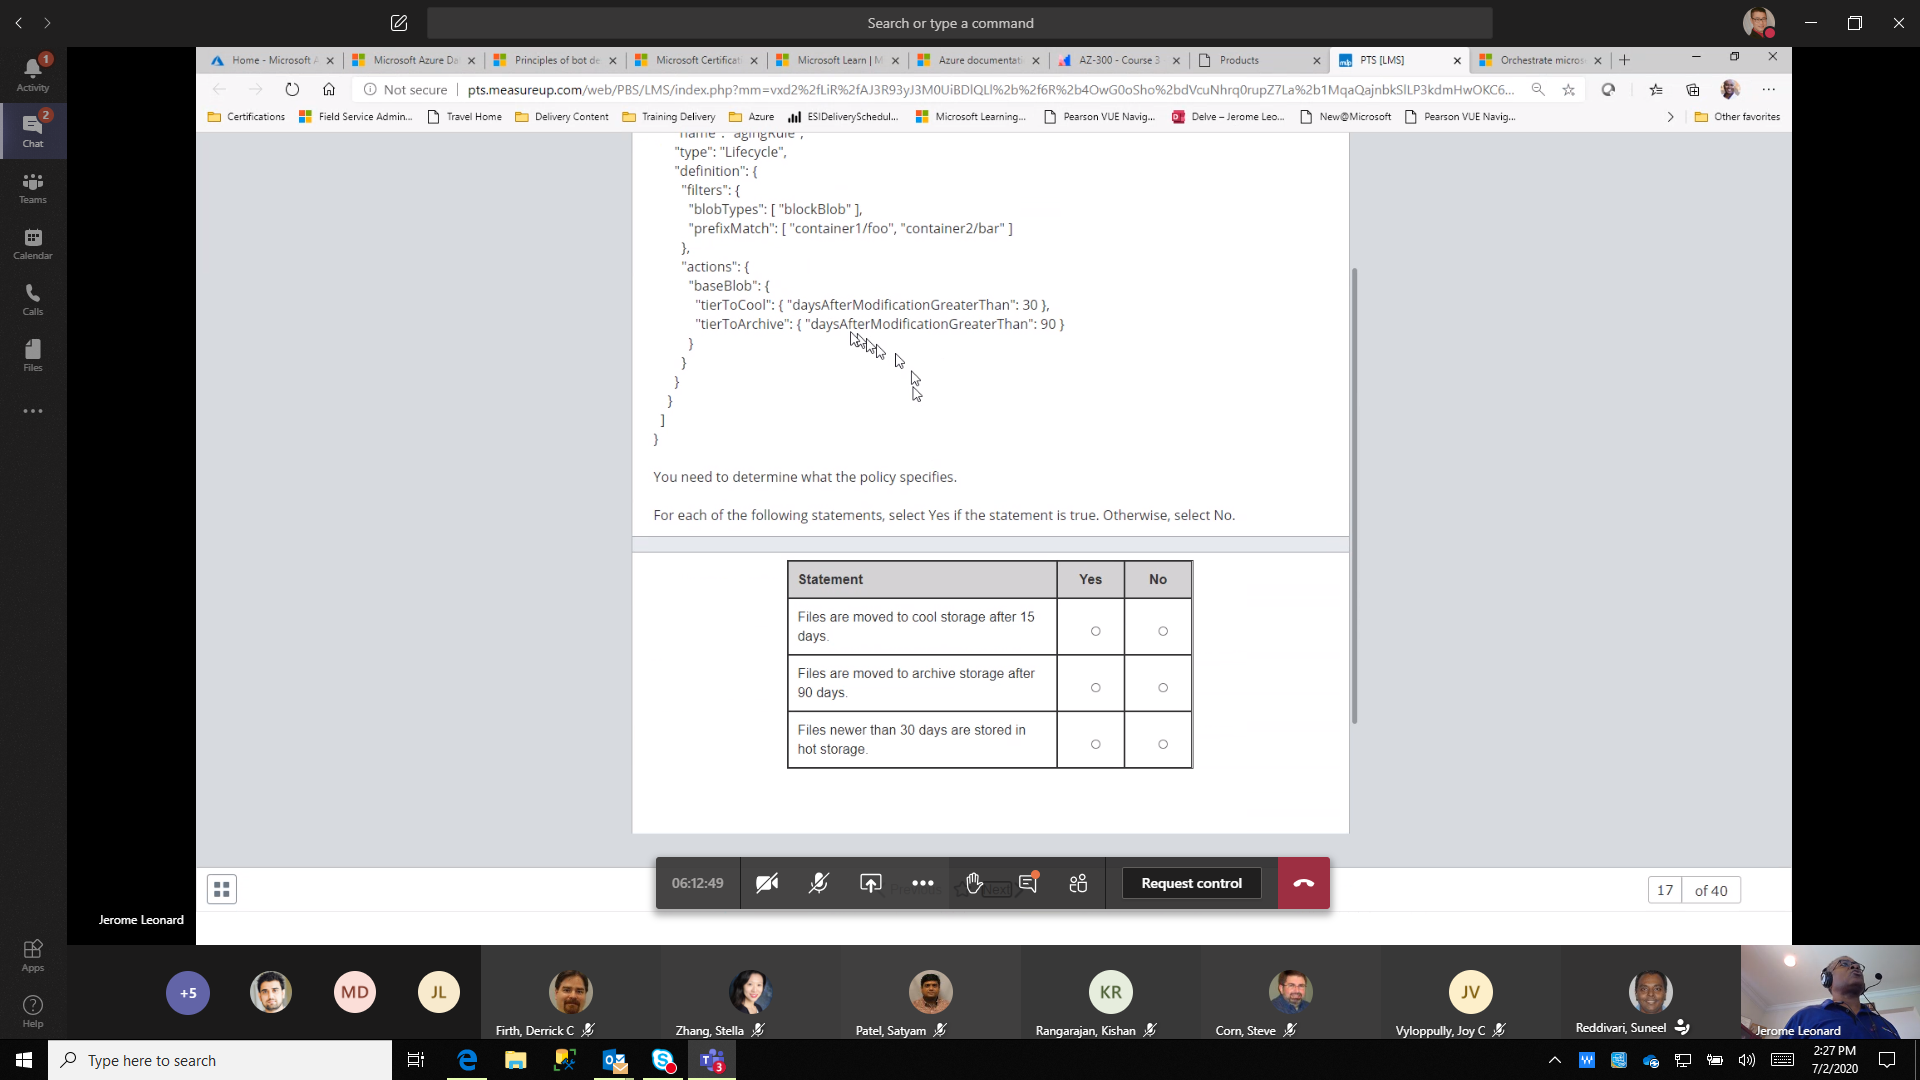 Search or type a command
Home - Microsoft A
Microsoft Azure Da
Principles of bot de
Microsoft Certificat
Microsoft Learn | M
Azure documentati
AZ-300 - Course 3
Products
PTS [LMS]
Orchestrate micros
Not secure
pts.measureup.com/web/PBS/LMS/index.php?mm=vxd2%2fLiR%2fAJ3R93yJ3M0UiBDlQLl%2b%2f6R%2b4OwG0oSho%2bdVcuNhrq0rupZ7La%2b1MqaQajnbkSlLP3kdmHwOKC6...
Certifications
Field Service Admin...
Travel Home
Delivery Content
Training Delivery
Azure
ESIDeliverySchedul...
Microsoft Learning...
Pearson VUE Navig...
Delve – Jerome Leo...
New@Microsoft
Pearson VUE Navig...
Other favorites
Activity
1
Chat
2
Teams
Calendar
Calls
Files
Apps
Help
"name": "agingRule",
"type": "Lifecycle",
"definition": {
"filters": {
"blobTypes": [ "blockBlob" ],
"prefixMatch": [ "container1/foo", "container2/bar" ]
},
"actions": {
"baseBlob": {
"tierToCool": { "daysAfterModificationGreaterThan": 30 },
"tierToArchive": { "daysAfterModificationGreaterThan": 90 }
}
}
}
}
]
}
You need to determine what the policy specifies.
For each of the following statements, select Yes if the statement is true. Otherwise, select No.
Statement Yes No
Files are moved to cool storage after 15
days.
Files are moved to archive storage after
90 days.
Files newer than 30 days are stored in
hot storage.
06:12:49
Next
Request control
17 of 40
Jerome Leonard
+5
MD
JL
Firth, Derrick C
Zhang, Stella
Patel, Satyam
KR
Rangarajan, Kishan
Corn, Steve
JV
Vyloppully, Joy C
Reddivari, Suneel
Jerome Leonard
Type here to search
3
2:27 PM
7/2/2020